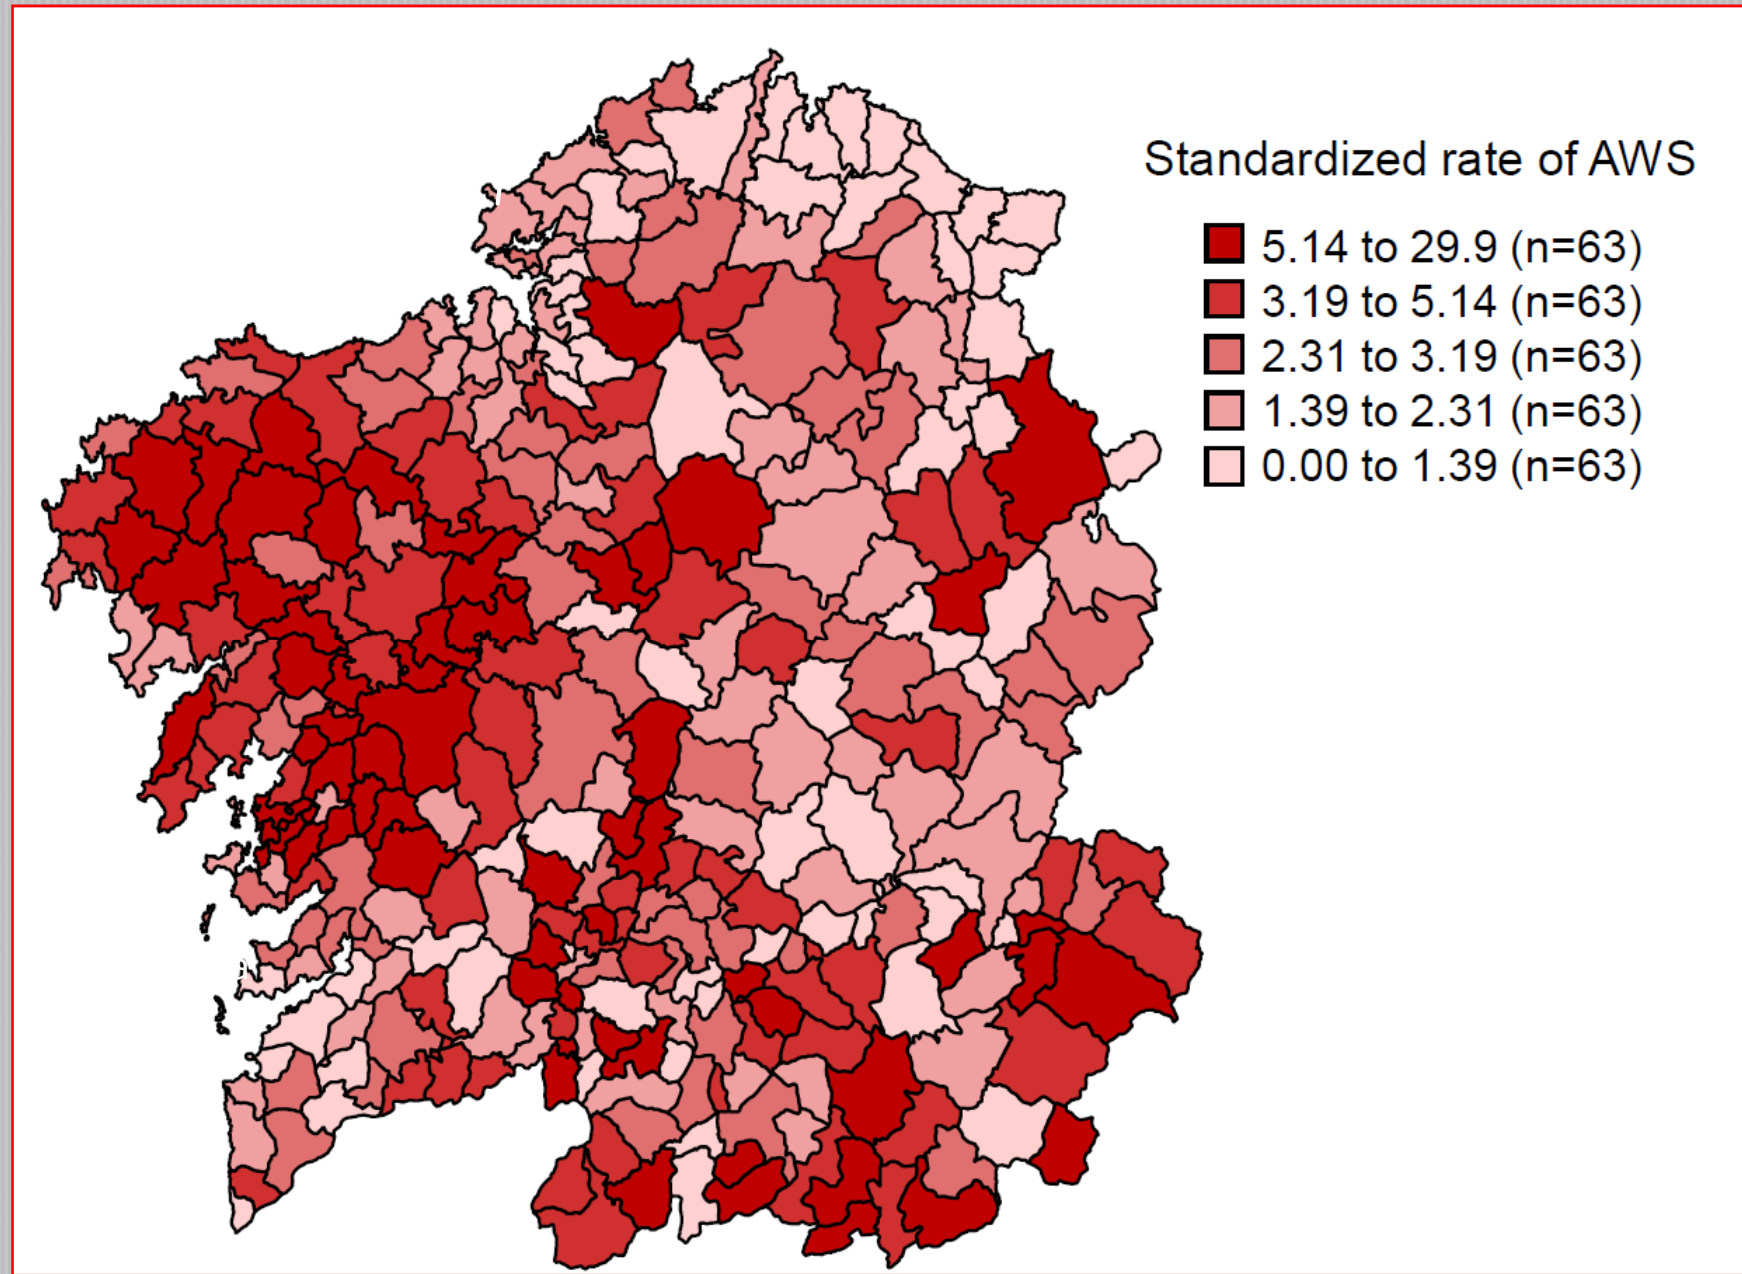 Standardized rate of AWS
5.14 to 29.9 (n=63)
3.19 to 5.14 (n=63)
2.31 to 3.19 (n=63)
1.39 to 2.31 (n=63)
0.00 to 1.39 (n=63)